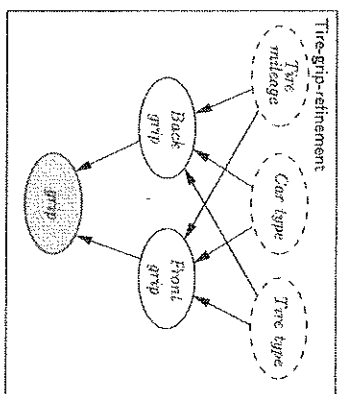 Tire-grip-refinement
Tire
mileage
Car type
Tire type
Back
grip
Front
grip
grip